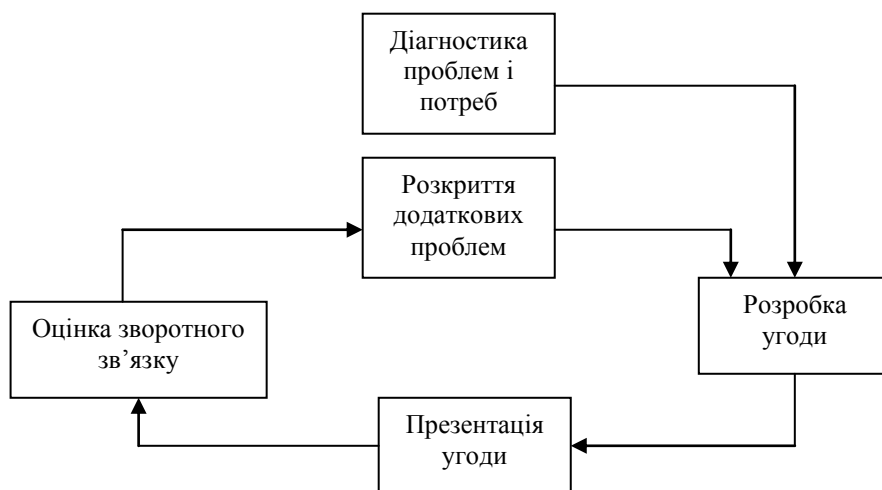 Діагностика
проблем і
потреб
Розкриття
додаткових
проблем
Розробка
угоди
Оцінка зворотного
зв’язку
Презентація
угоди